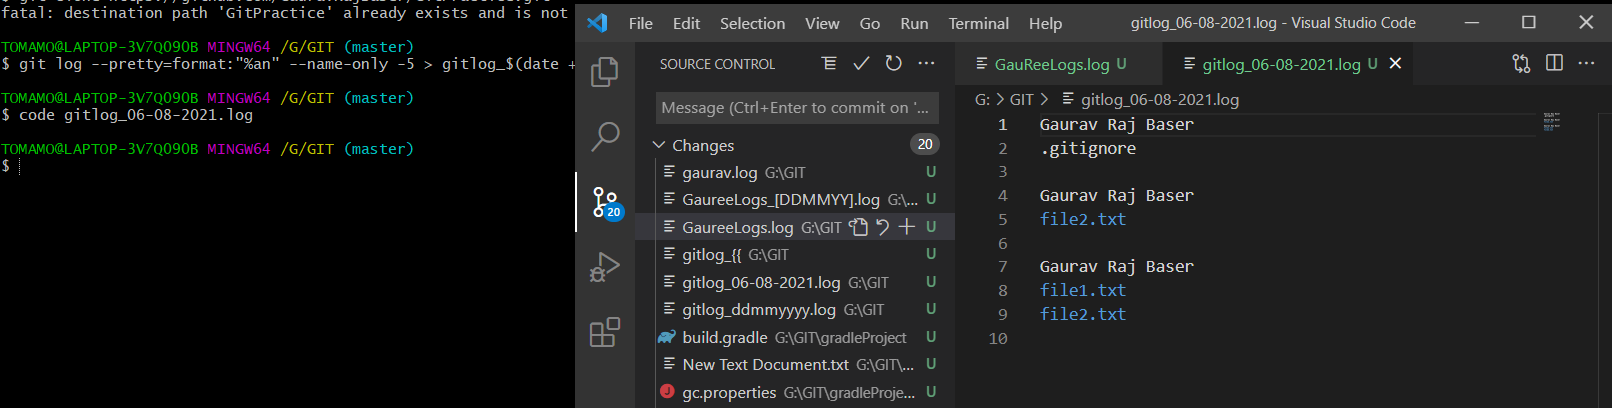 fatal: destination path 'GitPractice' already exists and is not
TOMAMO@LAPTOP-3V7QO9OB MINGW64 /G/GIT (master)
$ git log --pretty=format:"%an" --name-only -5 > gitlog_$(date +
TOMAMO@LAPTOP-3V7QO9OB MINGW64 /G/GIT (master)
$ code gitlog_06-08-2021.log
TOMAMO@LAPTOP-3V7QO9OB MINGW64 /G/GIT (master)
$
File Edit Selection View Go Run Terminal Help
gitlog_06-08-2021.log - Visual Studio Code
SOURCE CONTROL
Message (Ctrl+Enter to commit on '...
Changes 20
gaurav.log G:\GIT U
GaureeLogs_[DDMMYY].log G:\... U
GaureeLogs.log G:\GIT U
gitlog_{{ G:\GIT U
gitlog_06-08-2021.log G:\GIT U
gitlog_ddmmyyyy.log G:\GIT U
build.gradle G:\GIT\gradleProject U
New Text Document.txt G:\GIT\... U
gc.properties G:\GIT\gradleProje... U
20
GauReeLogs.log U
gitlog_06-08-2021.log U
G: > GIT > gitlog_06-08-2021.log
1 Gaurav Raj Baser
2 .gitignore
3
4 Gaurav Raj Baser
5 file2.txt
6
7 Gaurav Raj Baser
8 file1.txt
9 file2.txt
10